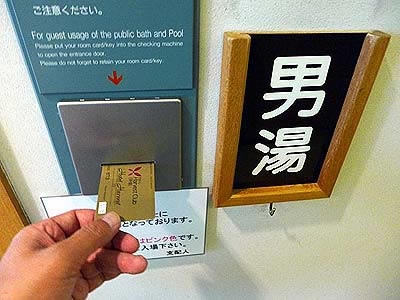 ご注意ください。
For guest usage of the public bath and Pool
Please put your room card/key into the checking machine
to open the entrance door.
Please do not forget to retain your room card/key.
男湯
Harvest Club
に
となっております。
はピンク色です。
入場下さい。
支配人